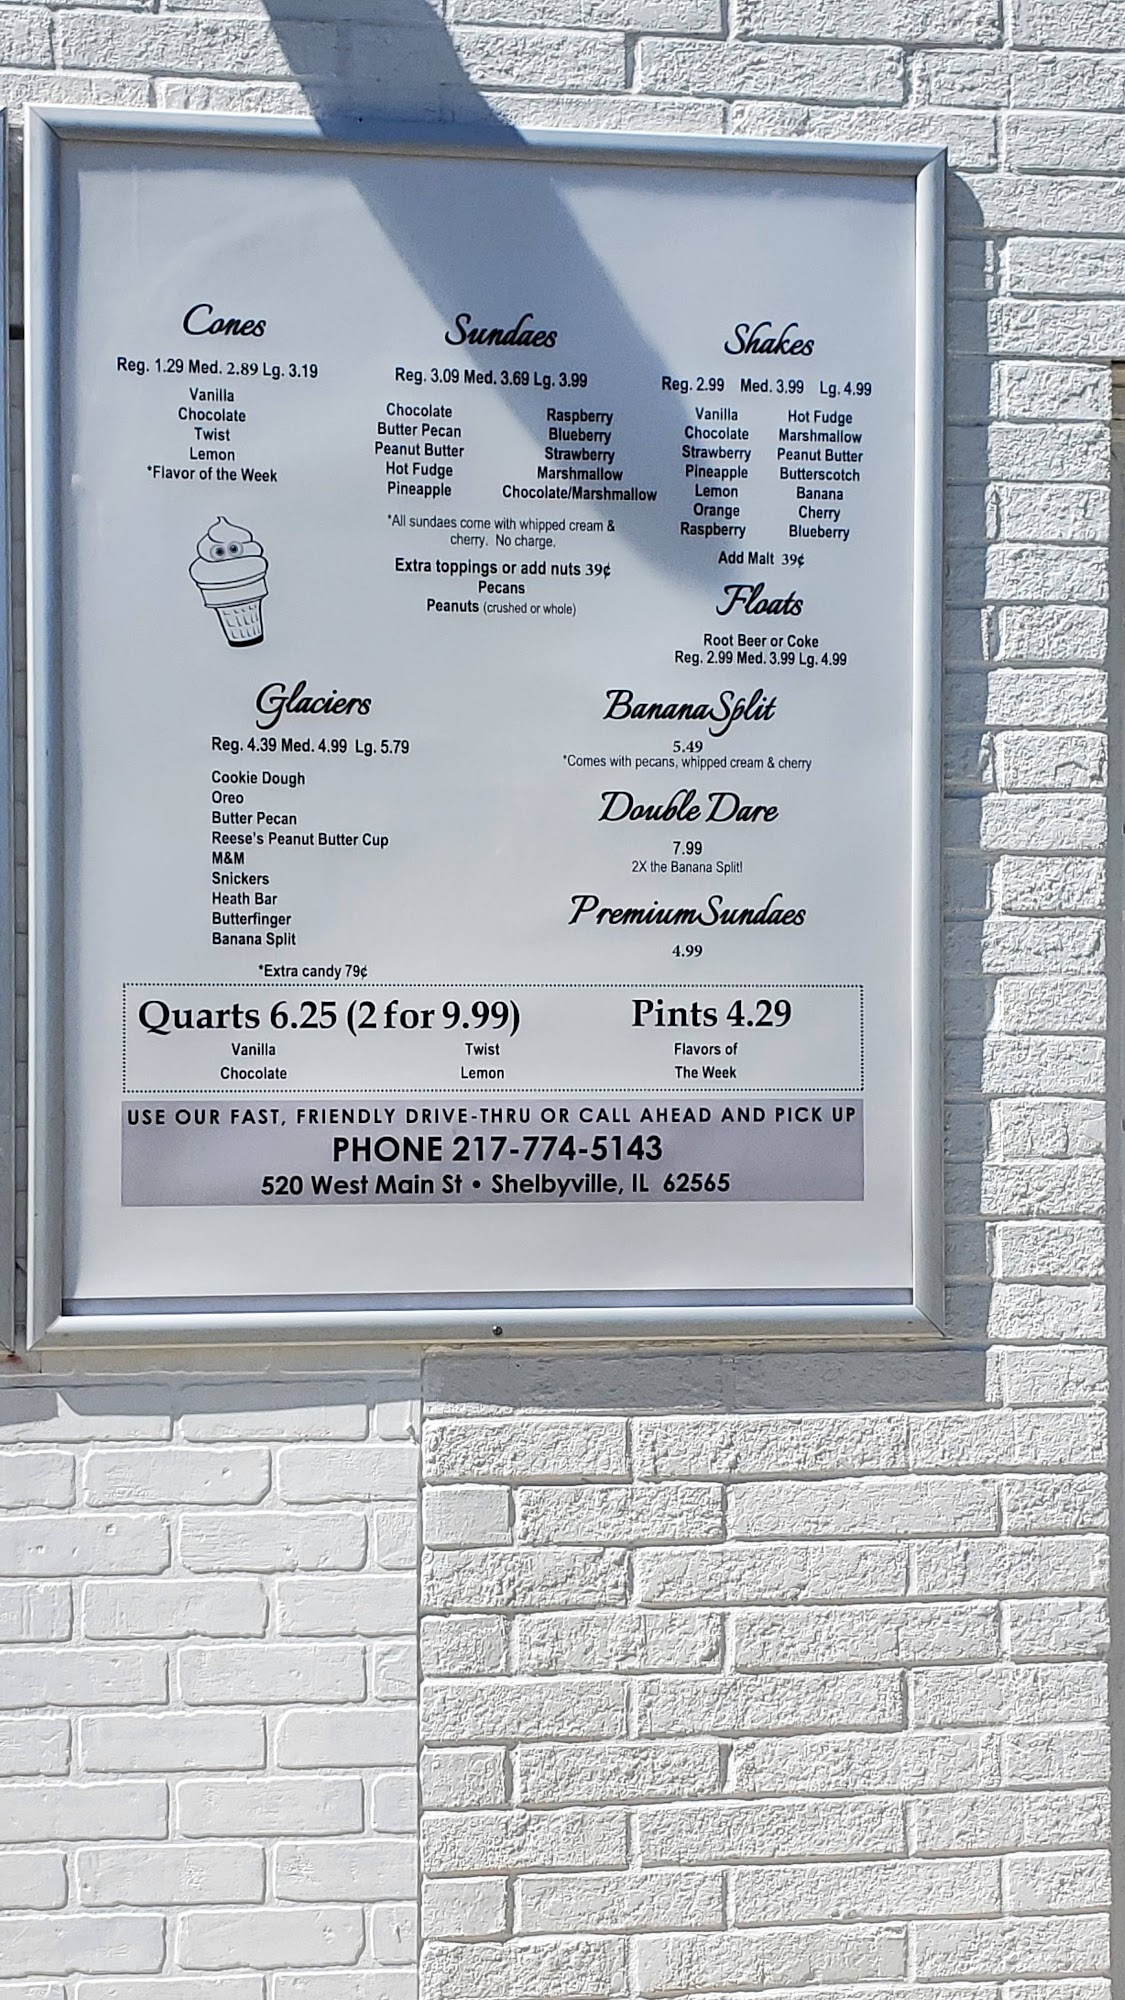 Cones
Reg. 1.29 Med. 2.89 Lg. 3.19
Vanilla
Chocolate
Twist
Lemon
*Flavor of the Week
Sundaes
Reg. 3.09 Med. 3.69 Lg. 3.99
Chocolate
Butter Pecan
Peanut Butter
Hot Fudge
Pineapple
Raspberry
Blueberry
Strawberry
Marshmallow
Chocolate/Marshmallow
*All sundaes come with whipped cream &
cherry. No charge.
Extra toppings or add nuts 39¢
Pecans
Peanuts (crushed or whole)
Shakes
Reg. 2.99 Med. 3.99 Lg. 4.99
Vanilla
Chocolate
Strawberry
Pineapple
Lemon
Orange
Raspberry
Hot Fudge
Marshmallow
Peanut Butter
Butterscotch
Banana
Cherry
Blueberry
Add Malt 39¢
Floats
Root Beer or Coke
Reg. 2.99 Med. 3.99 Lg. 4.99
Glaciers
Reg. 4.39 Med. 4.99 Lg. 5.79
Cookie Dough
Oreo
Butter Pecan
Reese's Peanut Butter Cup
M&M
Snickers
Heath Bar
Butterfinger
Banana Split
*Extra candy 79¢
Banana Split
5.49
*Comes with pecans, whipped cream & cherry
Double Dare
7.99
2X the Banana Split!
Premium Sundaes
4.99
Quarts 6.25 (2 for 9.99)
Vanilla
Chocolate
Twist
Lemon
Pints 4.29
Flavors of
The Week
USE OUR FAST, FRIENDLY DRIVE-THRU OR CALL AHEAD AND PICK UP
PHONE 217-774-5143
520 West Main St • Shelbyville, IL 62565